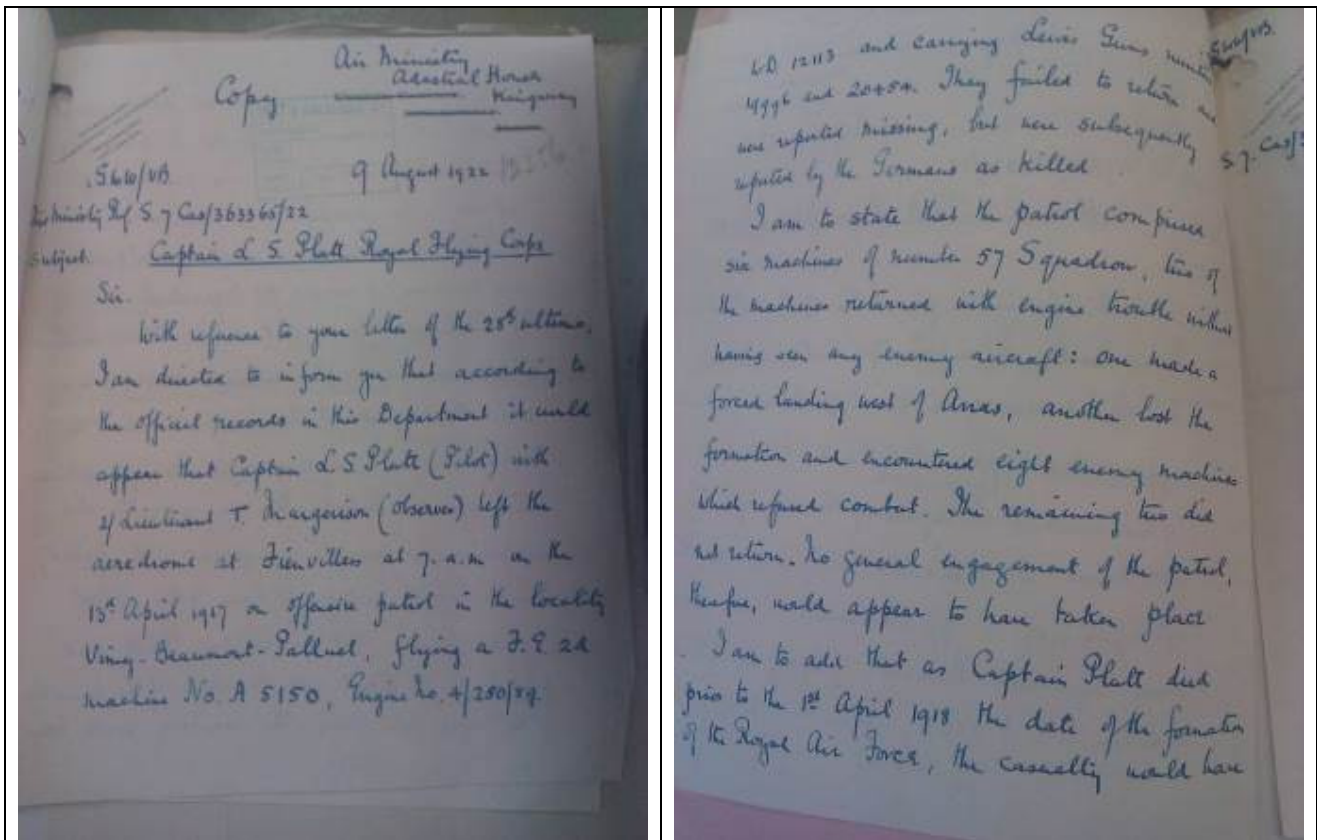 Air Ministry
Adastral House
Kingsway
Copy
9 August 1922
S6W/VB
Air Ministry Ref S 7 Cas/363365/22
Subject. Captain L S. Platt Royal Flying Corps
Sir.
With reference to your letter of the 28th ultimo,
I am directed to inform you that according to
the official records in this Department it would
appear that Captain L S Platt (Pilot) with
2/Lieutenant T Margerison (observer) left the
aerodrome at Fienvillers at 7. a.m on the
13th April 1917 on offensive patrol in the locality
Vimy-Beaumont-Palluel, flying a F. E. 2d
machine No. A 5150, Engine No. 4/250/
W.D. 12113 and carrying Lewis Guns
and 20454. They failed to return and
were reported missing, but were subsequently
reported by the Germans as killed
I am to state that the patrol comprised
six machines of number 57 Squadron, two of
the machines returned with engine trouble without
having seen any enemy aircraft: one made a
forced landing west of Arras, another lost the
formation and encountered eight enemy machines
which refused combat. The remaining two did
not return. No general engagement of the patrol,
therefore, would appear to have taken place
I am to add that as Captain Platt died
prior to the 1st April 1918 the date of the formation
of the Royal Air Force, the casualty would have
S 7. Cas/3